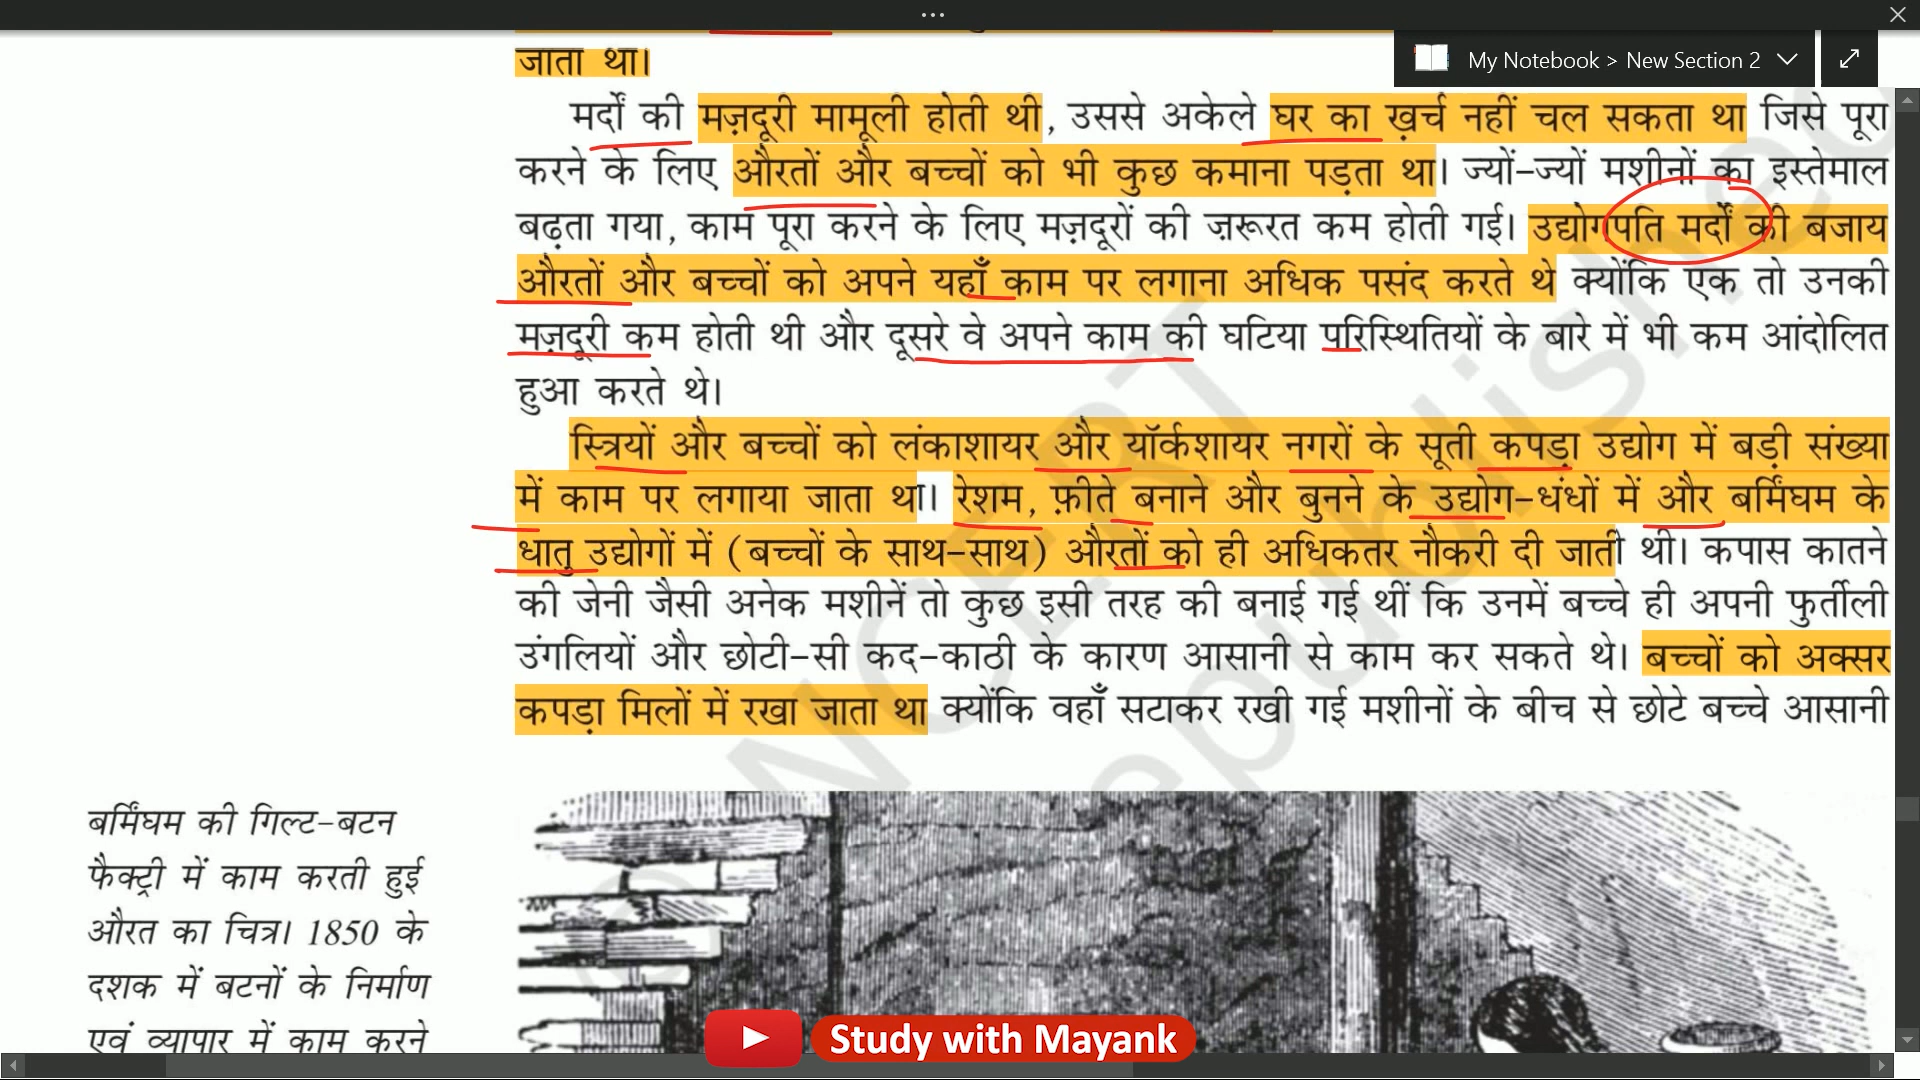 My Notebook > New Section 2
जाता था।
मर्दों की मज़दूरी मामूली होती थी, उससे अकेले घर का ख़र्च नहीं चल सकता था जिसे पूरा
करने के लिए औरतों और बच्चों को भी कुछ कमाना पड़ता था। ज्यों-ज्यों मशीनों का इस्तेमाल
बढ़ता गया, काम पूरा करने के लिए मज़दूरों की ज़रूरत कम होती गई। उद्योगपति मर्दों की बजाय
औरतों और बच्चों को अपने यहाँ काम पर लगाना अधिक पसंद करते थे क्योंकि एक तो उनकी
मज़दूरी कम होती थी और दूसरे वे अपने काम की घटिया परिस्थितियों के बारे में भी कम आंदोलित
हुआ करते थे।
स्त्रियों और बच्चों को लंकाशायर और यॉर्कशायर नगरों के सूती कपड़ा उद्योग में बड़ी संख्या
में काम पर लगाया जाता था। रेशम, फ़ीते बनाने और बुनने के उद्योग-धंधों में और बर्मिंघम के
धातु उद्योगों में (बच्चों के साथ-साथ) औरतों को ही अधिकतर नौकरी दी जाती थी। कपास कातने
की जेनी जैसी अनेक मशीनें तो कुछ इसी तरह की बनाई गई थीं कि उनमें बच्चे ही अपनी फुर्तीली
उंगलियों और छोटी-सी कद-काठी के कारण आसानी से काम कर सकते थे। बच्चों को अक्सर
कपड़ा मिलों में रखा जाता था क्योंकि वहाँ सटाकर रखी गई मशीनों के बीच से छोटे बच्चे आसानी
बर्मिंघम की गिल्ट-बटन
फैक्ट्री में काम करती हुई
औरत का चित्र। 1850 के
दशक में बटनों के निर्माण
एवं व्यापार में काम करने
Study with Mayank